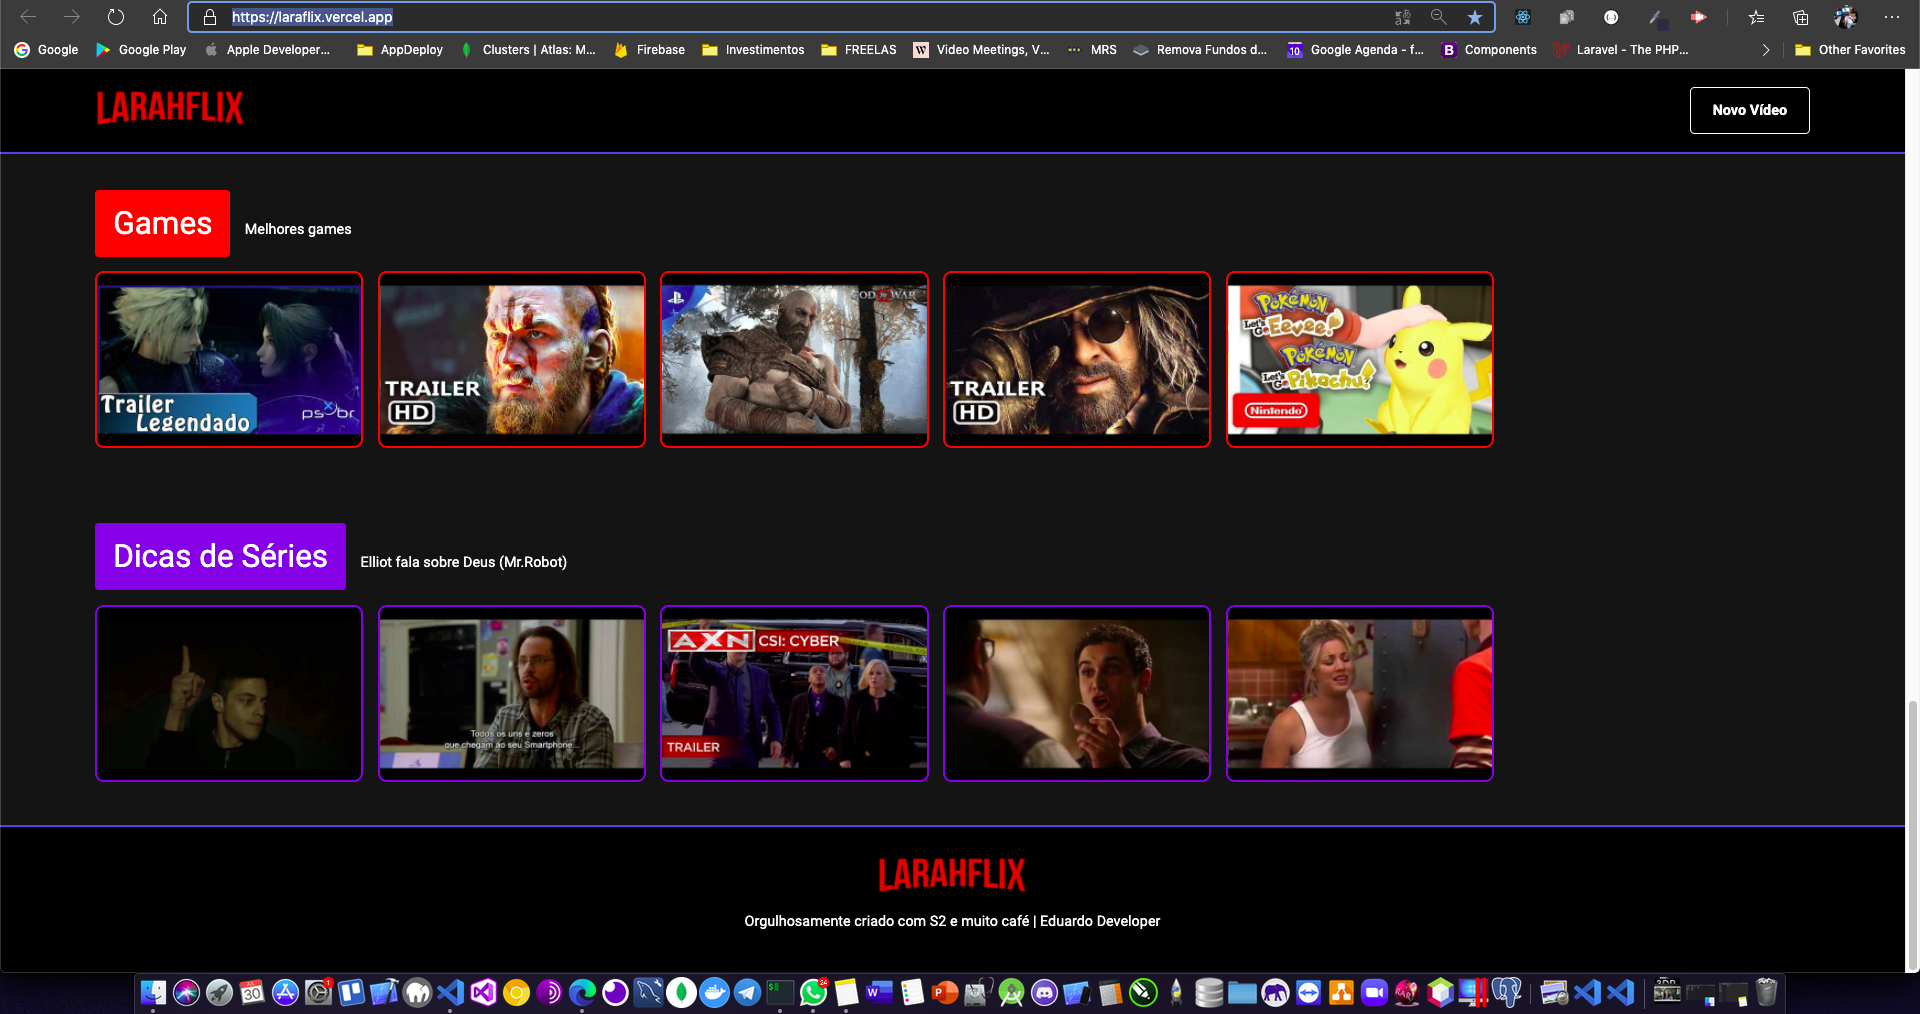 https://laraflix.vercel.app
Google
Google Play
Apple Developer...
AppDeploy
Clusters | Atlas: M...
Firebase
Investimentos
FREELAS
Video Meetings, V...
MRS
Remova Fundos d...
Google Agenda - f...
Components
Laravel - The PHP...
Other Favorites
LARAHFLIX
Novo Vídeo
Games
Melhores games
Trailer
Legendado
psxbr
TRAILER
HD
GOD OF WAR
TRAILER
HD
POKÉMON
Let's Go, Eevee!
POKÉMON
Let's Go, Pikachu!
Nintendo
Dicas de Séries
Elliot fala sobre Deus (Mr.Robot)
Todos os uns e zeros
que chegam ao seu Smartphone...
AXN CSI: CYBER
TRAILER
LARAHFLIX
Orgulhosamente criado com S2 e muito café | Eduardo Developer
30
1
24